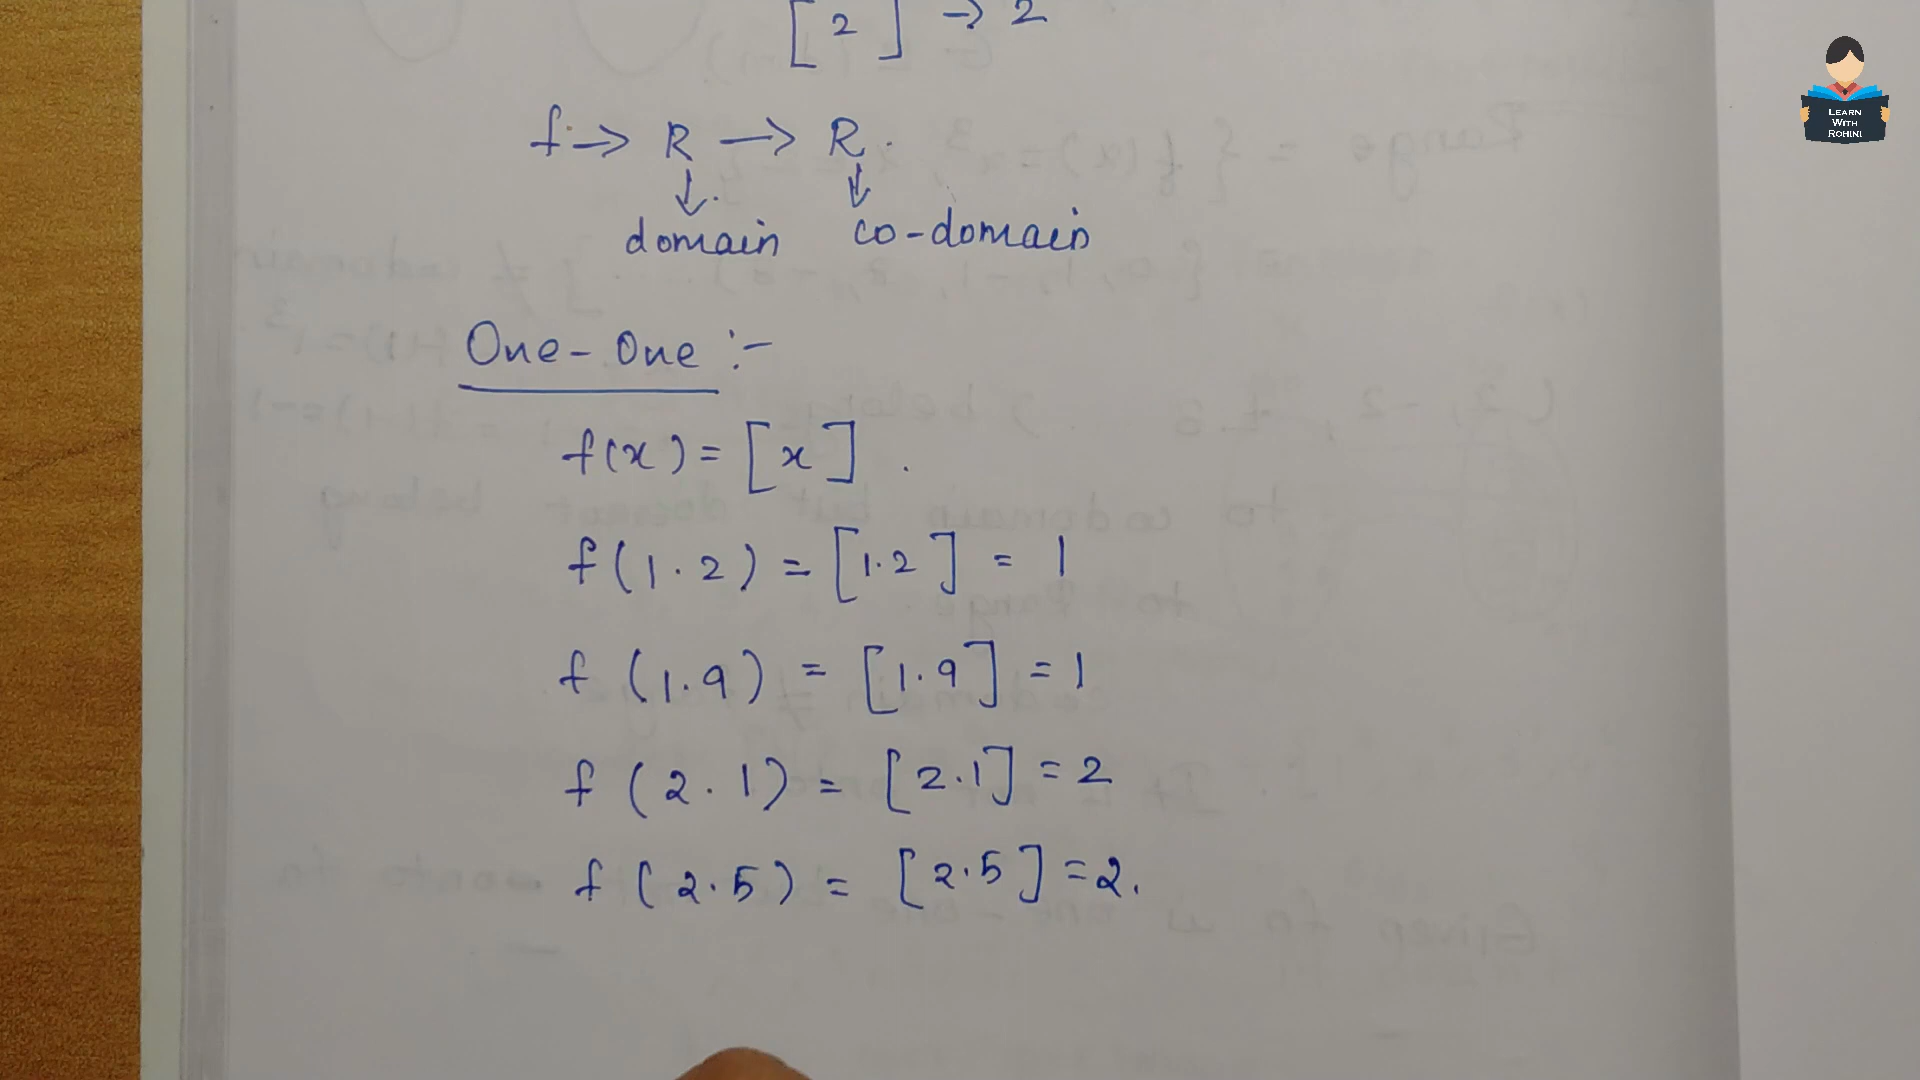 [ 2 ] → 2
f → R → R.
↓ ↓
domain co-domain
One-One :-
f(x) = [x] .
f(1.2) = [1.2] = 1
f (1.9) = [1.9] = 1
f (2.1) = [2.1] = 2
f (2.5) = [2.5] = 2.
LEARN
WITH
ROHINI